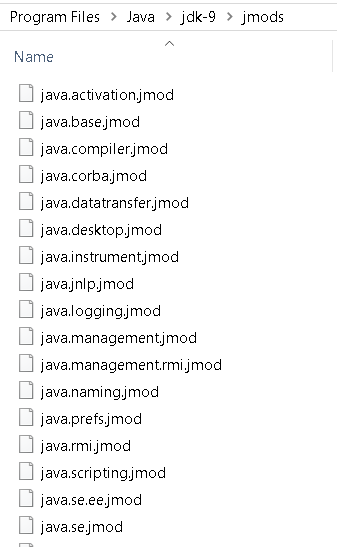 Program Files > Java > jdk-9 > jmods
Name
java.activation.jmod
java.base.jmod
java.compiler.jmod
java.corba.jmod
java.datatransfer.jmod
java.desktop.jmod
java.instrument.jmod
java.jnlp.jmod
java.logging.jmod
java.management.jmod
java.management.rmi.jmod
java.naming.jmod
java.prefs.jmod
java.rmi.jmod
java.scripting.jmod
java.se.ee.jmod
java.se.jmod